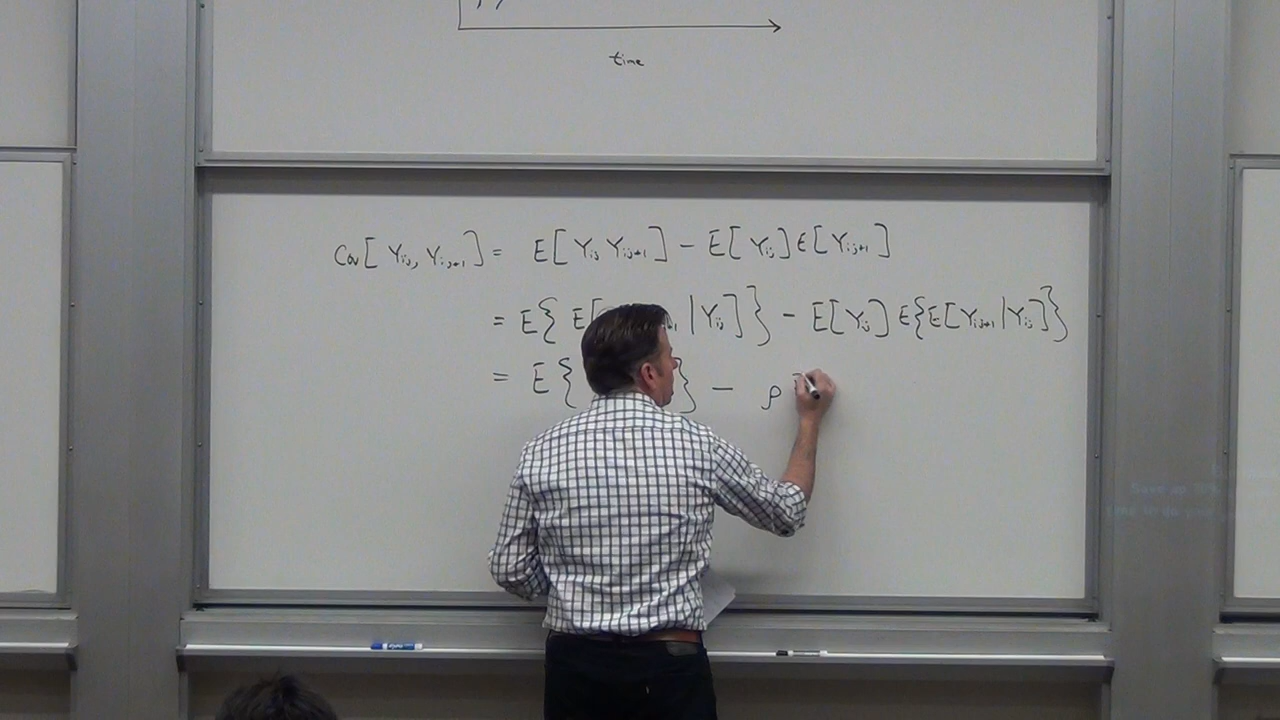 time
Cov[ Yij, Yij+1 ] = E[ Yij Yij+1 ] - E[ Yij ] E[ Yij+1 ]
= E{ E[ | Yij ] } - E[ Yij ] E{ E[ Yij+1 | Yij ] }
= E{ } - ρ